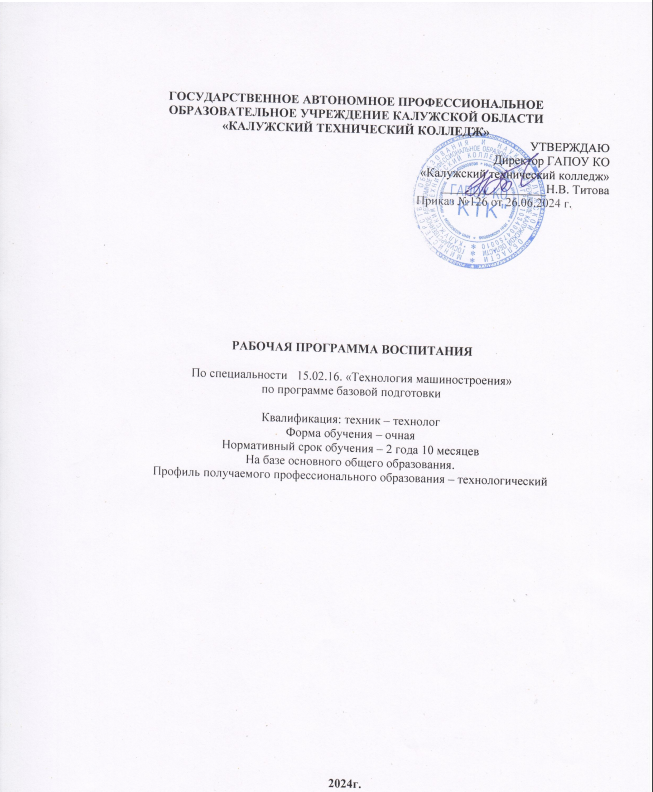 ГОСУДАРСТВЕННОЕ АВТОНОМНОЕ ПРОФЕССИОНАЛЬНОЕ
ОБРАЗОВАТЕЛЬНОЕ УЧРЕЖДЕНИЕ КАЛУЖСКОЙ ОБЛАСТИ
«КАЛУЖСКИЙ ТЕХНИЧЕСКИЙ КОЛЛЕДЖ»
УТВЕРЖДАЮ
Директор ГАПОУ КО
«Калужский технический колледж»
Н.В. Титова
Приказ №126 от 26.06.2024 г.
ГАПОУ КО
"КТК"
РАБОЧАЯ ПРОГРАММА ВОСПИТАНИЯ
По специальности 15.02.16. «Технология машиностроения»
по программе базовой подготовки
Квалификация: техник – технолог
Форма обучения – очная
Нормативный срок обучения – 2 года 10 месяцев
На базе основного общего образования.
Профиль получаемого профессионального образования – технологический
2024г.